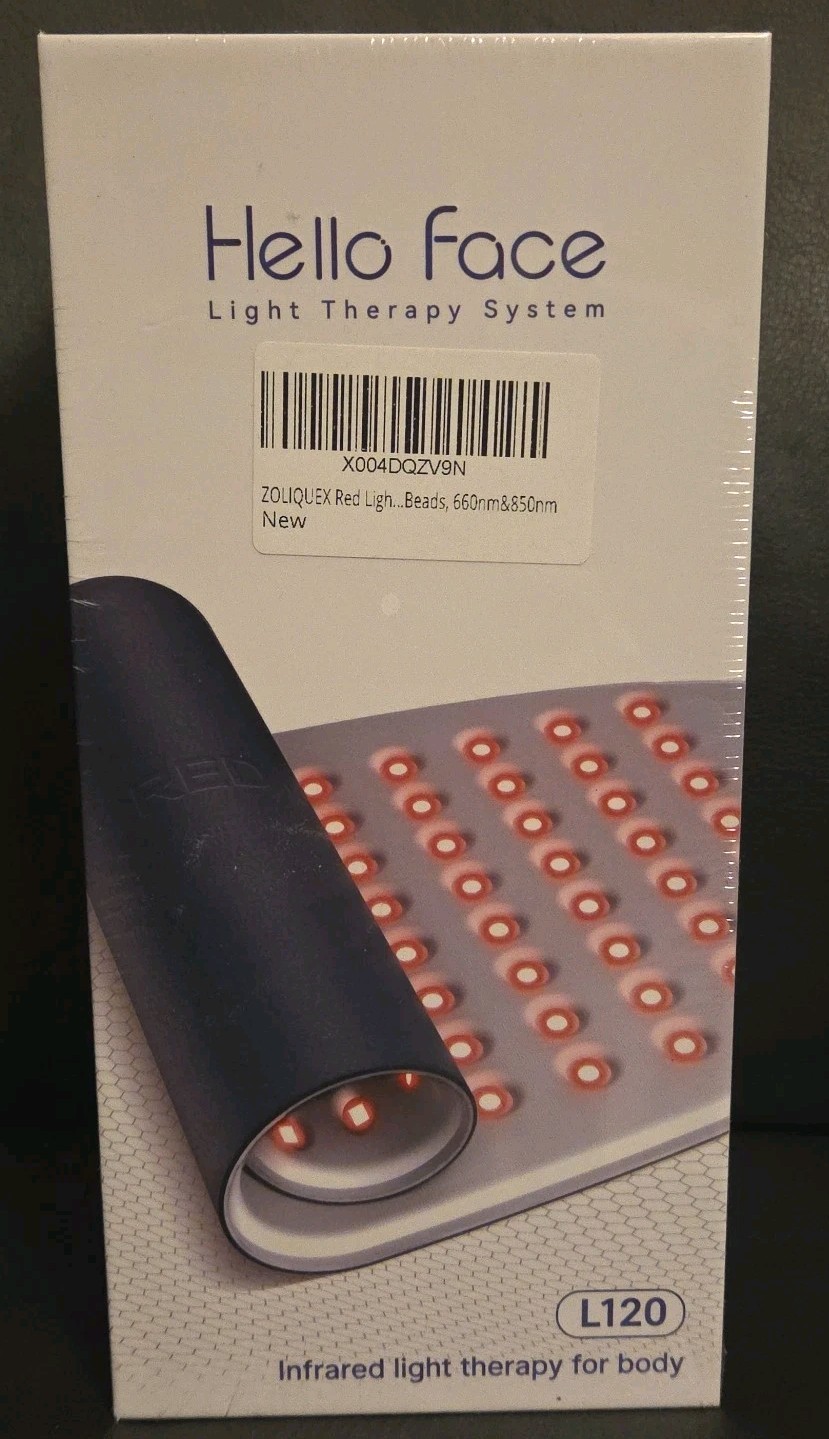 Hello Face
Light Therapy System
X004DQZV9N
ZOLIQUEX Red Ligh...Beads, 660nm&850nm
New
RED
L120
Infrared light therapy for body